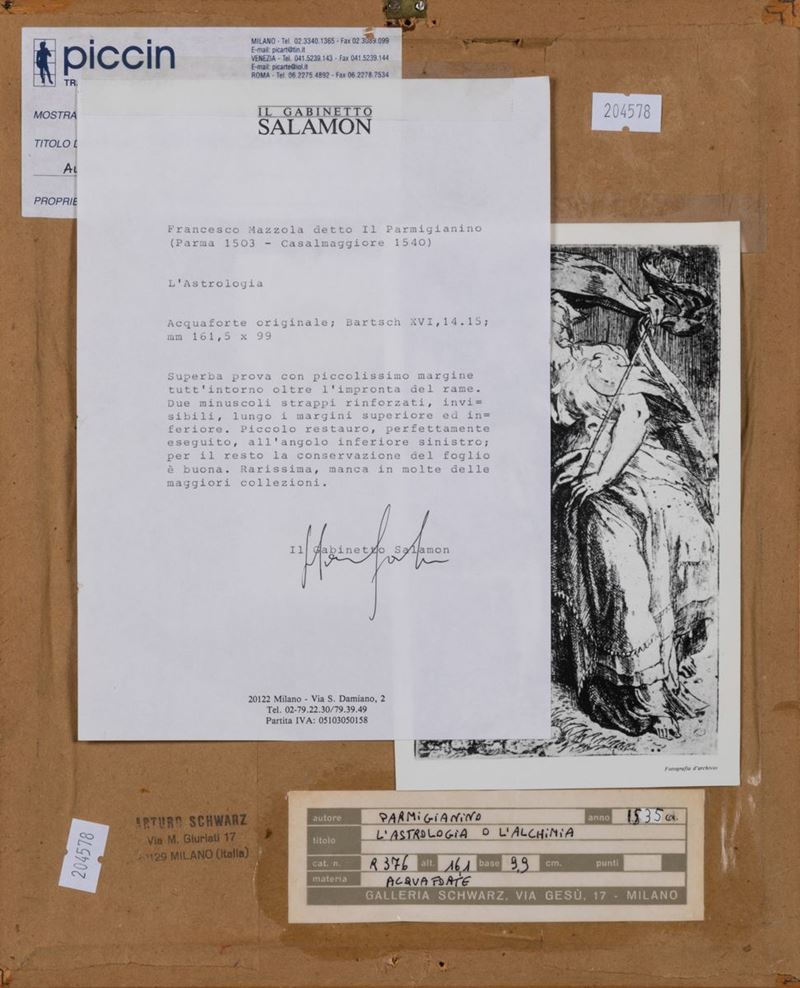 piccin
TR
MILANO - Tel. 02.3340.1365 - Fax 02.3089.099
E-mail: picart@tin.it
VENEZIA - Tel. 041.5239.143 - Fax 041.5239.144
E-mail: picarte@iol.it
ROMA - Tel. 06.2275.4892 - Fax 06.2278.7534
MOSTRA
TITOLO D
PROPRIE
204578
IL GABINETTO
SALAMON
Francesco Mazzola detto Il Parmigianino
(Parma 1503 - Casalmaggiore 1540)
L'Astrologia
Acquaforte originale; Bartsch XVI,14.15;
mm 161,5 x 99
Superba prova con piccolissimo margine
tutt'intorno oltre l'impronta del rame.
Due minuscoli strappi rinforzati, invi=
sibili, lungo i margini superiore ed in=
feriore. Piccolo restauro, perfettamente
eseguito, all'angolo inferiore sinistro;
per il resto la conservazione del foglio
è buona. Rarissima, manca in molte delle
maggiori collezioni.
Il Gabinetto Salamon
20122 Milano - Via S. Damiano, 2
Tel. 02-79.22.30/79.39.49
Partita IVA: 05103050158
Fotografia d'archivio
ARTURO SCHWARZ
Via M. Giuriati 17
20129 MILANO (Italia)
204578
autore PARMIGIANINO anno 1535 ca.
titolo L'ASTROLOGIA O L'ALCHIMIA
cat. n. R 376 alt. 16,1 base 9,9 cm. punti
materia ACQUAFORTE
GALLERIA SCHWARZ, VIA GESÙ, 17 - MILANO